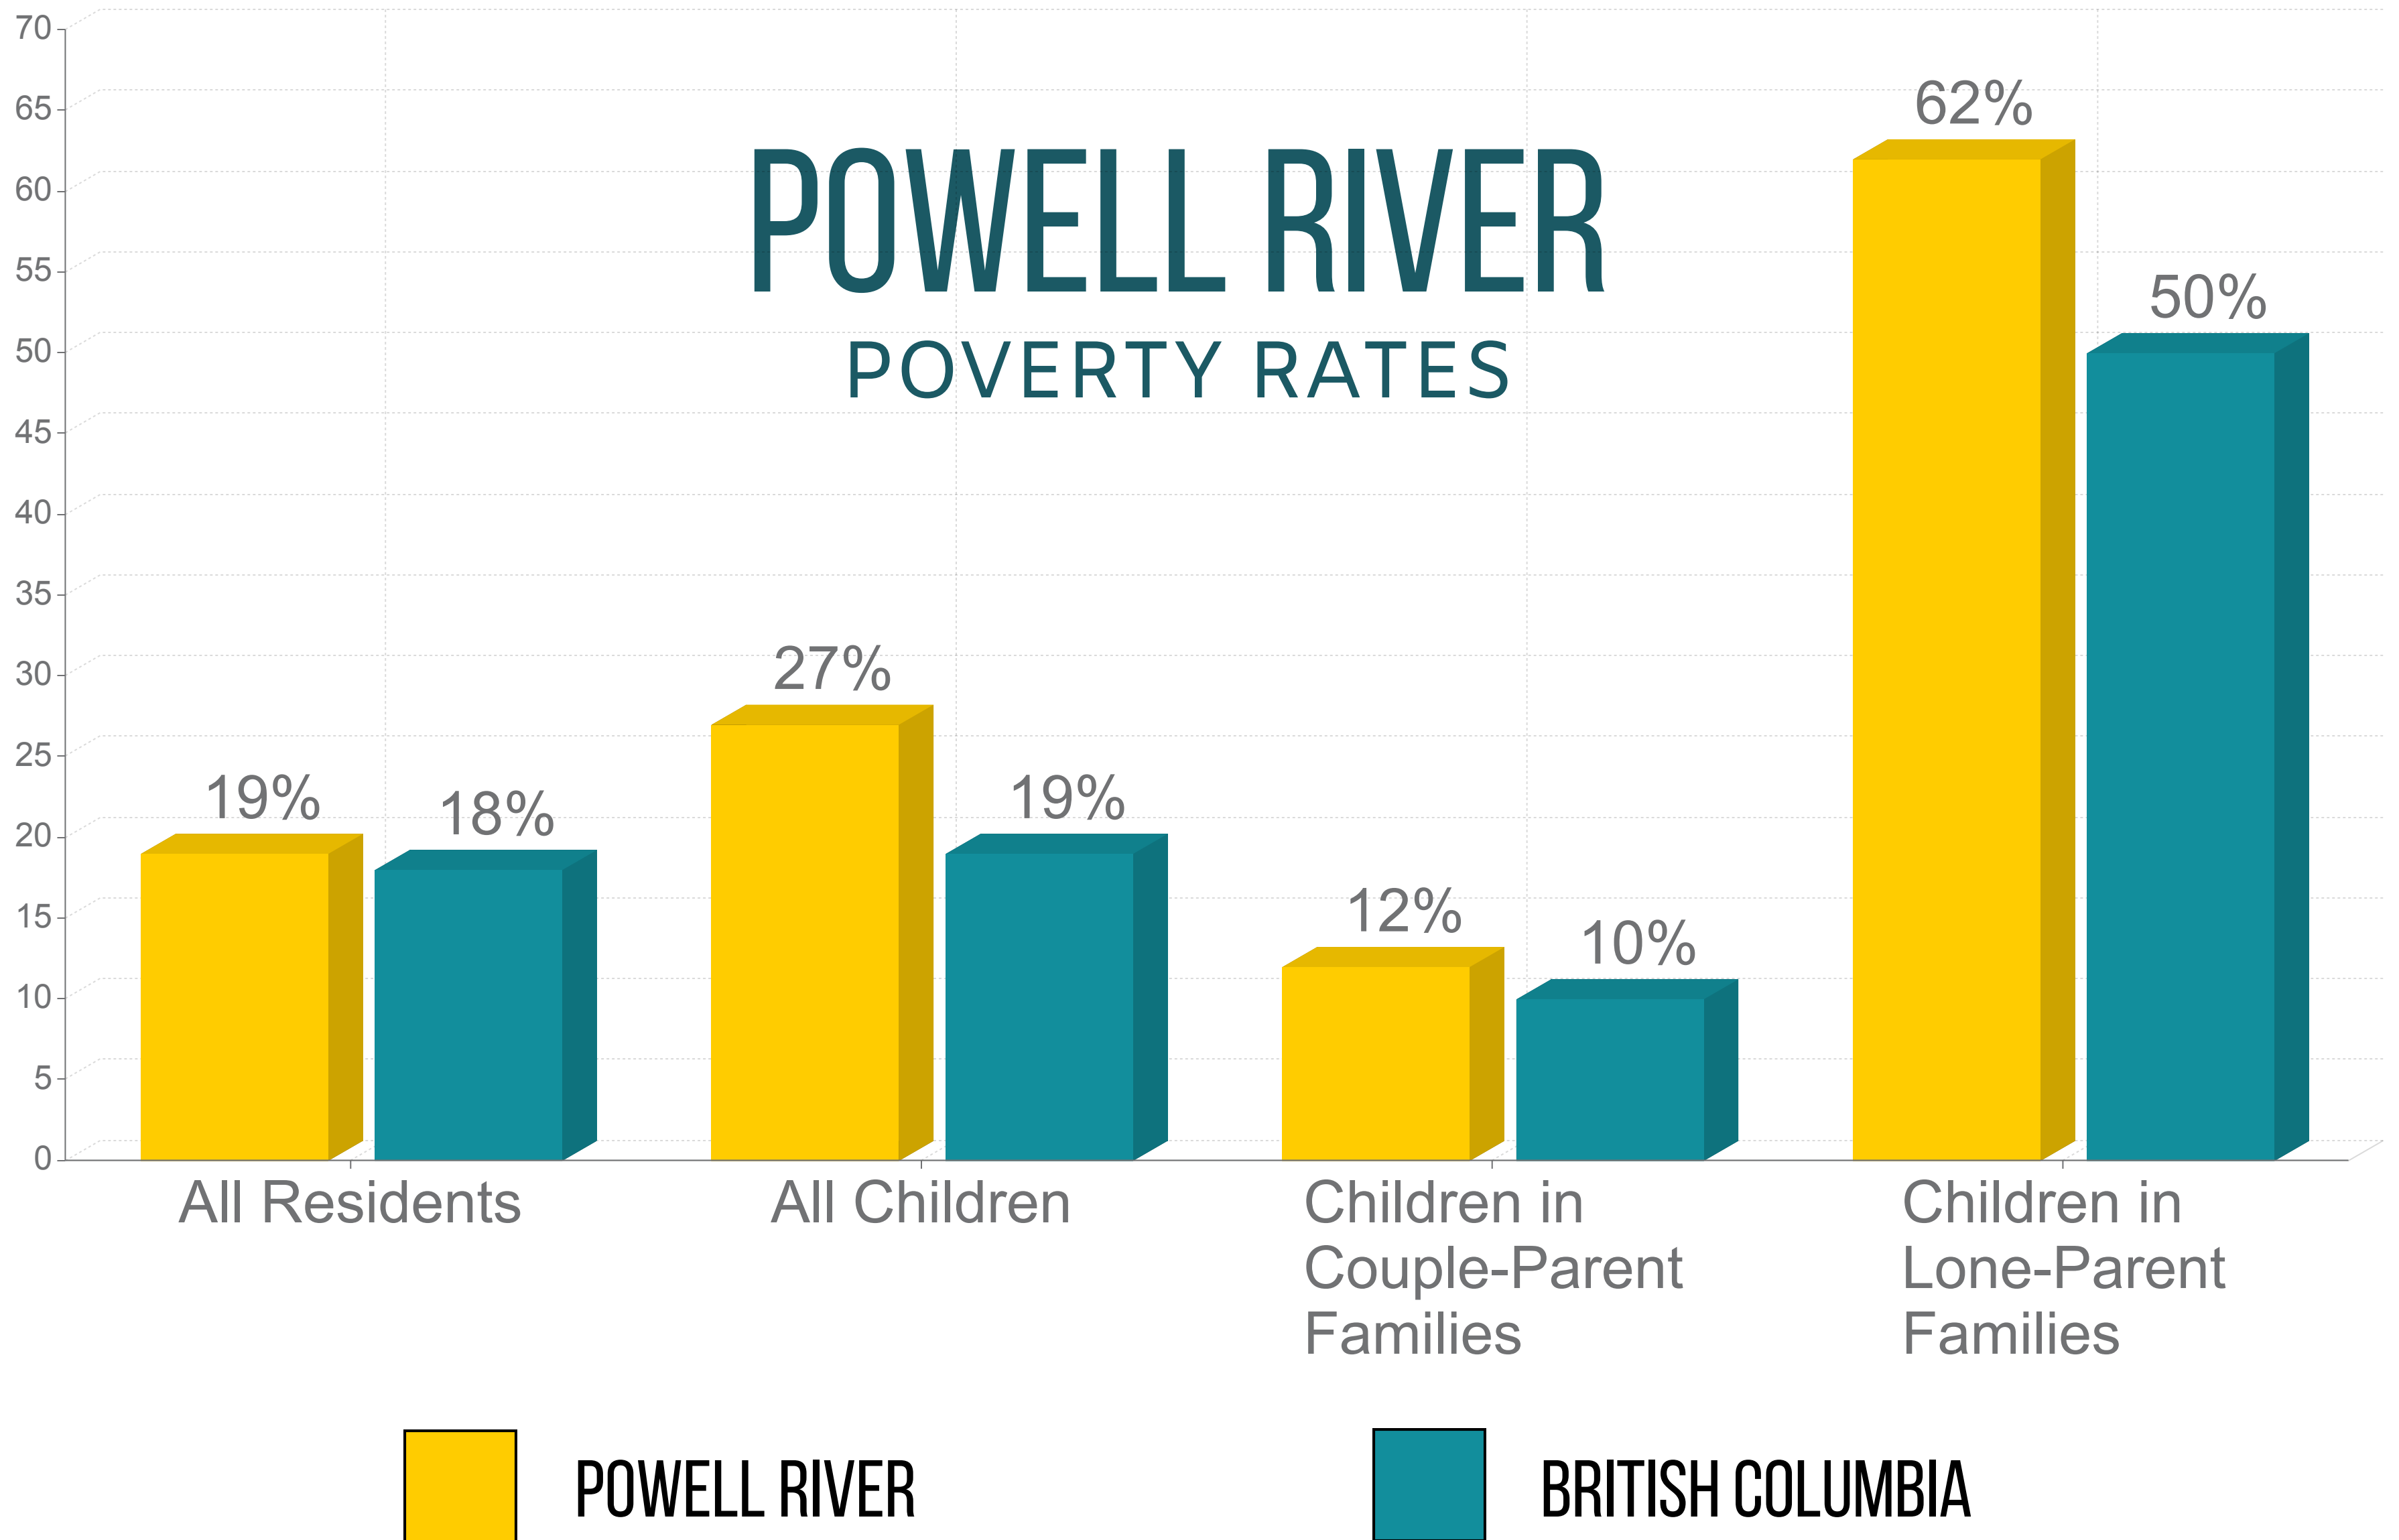 70
65
60
55
50
45
40
35
30
25
20
15
10
5
0
POWELL RIVER
POVERTY RATES
19%
18%
27%
19%
12%
10%
62%
50%
All Residents
All Children
Children in
Couple-Parent
Families
Children in
Lone-Parent
Families
POWELL RIVER
BRITISH COLUMBIA